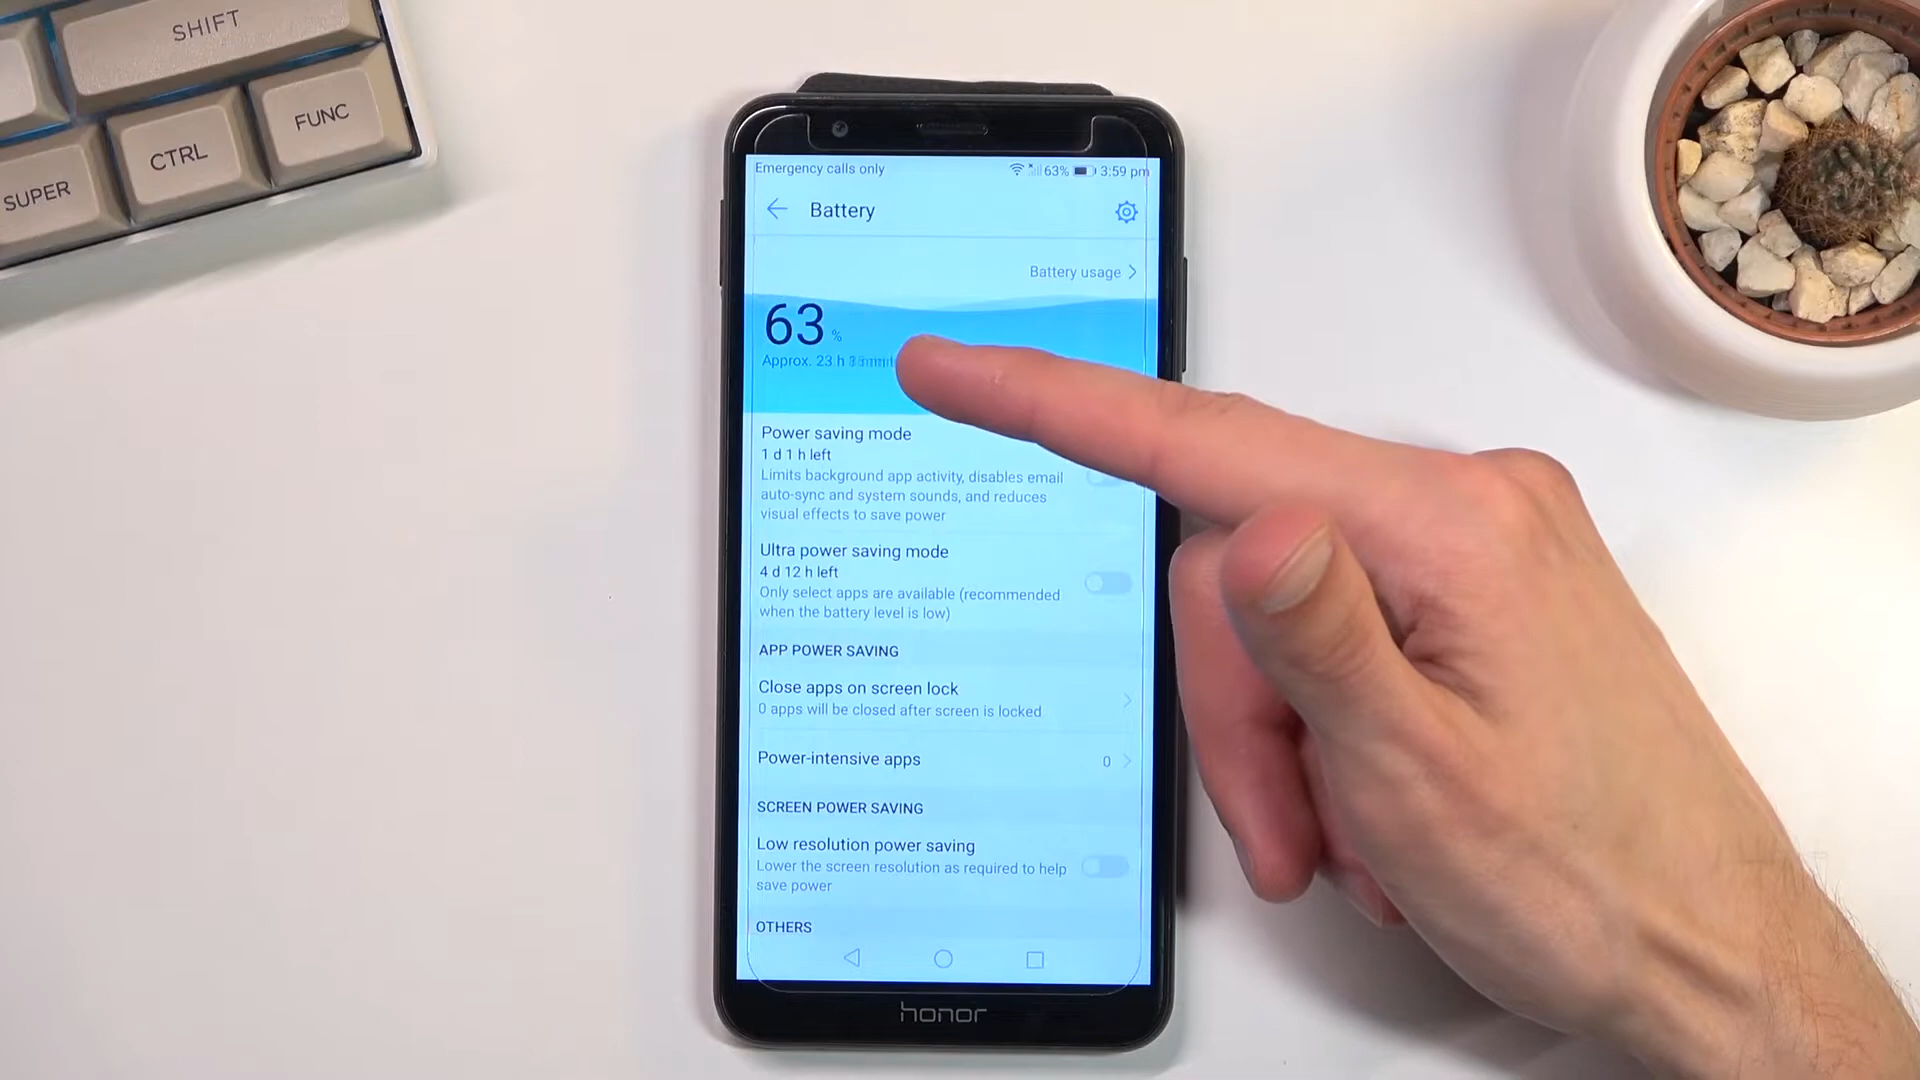 SHIFT
FUNC
CTRL
SUPER
Emergency calls only 63% 3:59 pm
Battery
Battery usage
63 %
Approx. 23 h
Power saving mode
1 d 1 h left
Limits background app activity, disables email
auto-sync and system sounds, and reduces
visual effects to save power
Ultra power saving mode
4 d 12 h left
Only select apps are available (recommended
when the battery level is low)
APP POWER SAVING
Close apps on screen lock
0 apps will be closed after screen is locked
Power-intensive apps 0
SCREEN POWER SAVING
Low resolution power saving
Lower the screen resolution as required to help
save power
OTHERS
honor